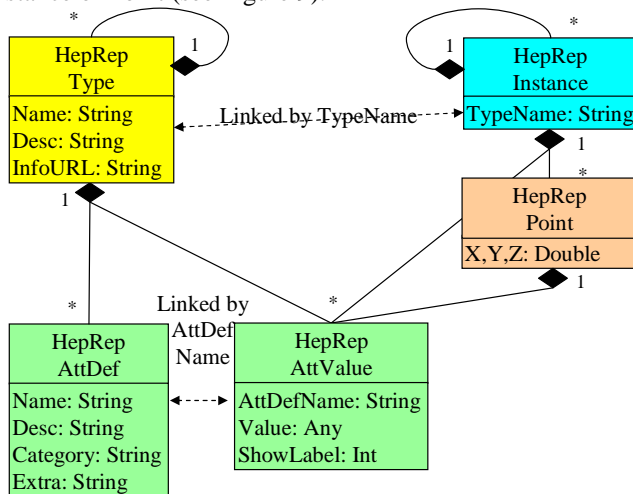 *
*
HepRep
Type
1
1
HepRep
Instance
Name: String
Desc: String
InfoURL: String
Linked by TypeName
TypeName: String
1
1
*
HepRep
Point
X,Y,Z: Double
1
*
Linked by
AttDef
Name
*
HepRep
AttDef
HepRep
AttValue
Name: String
Desc: String
Category: String
Extra: String
AttDefName: String
Value: Any
ShowLabel: Int